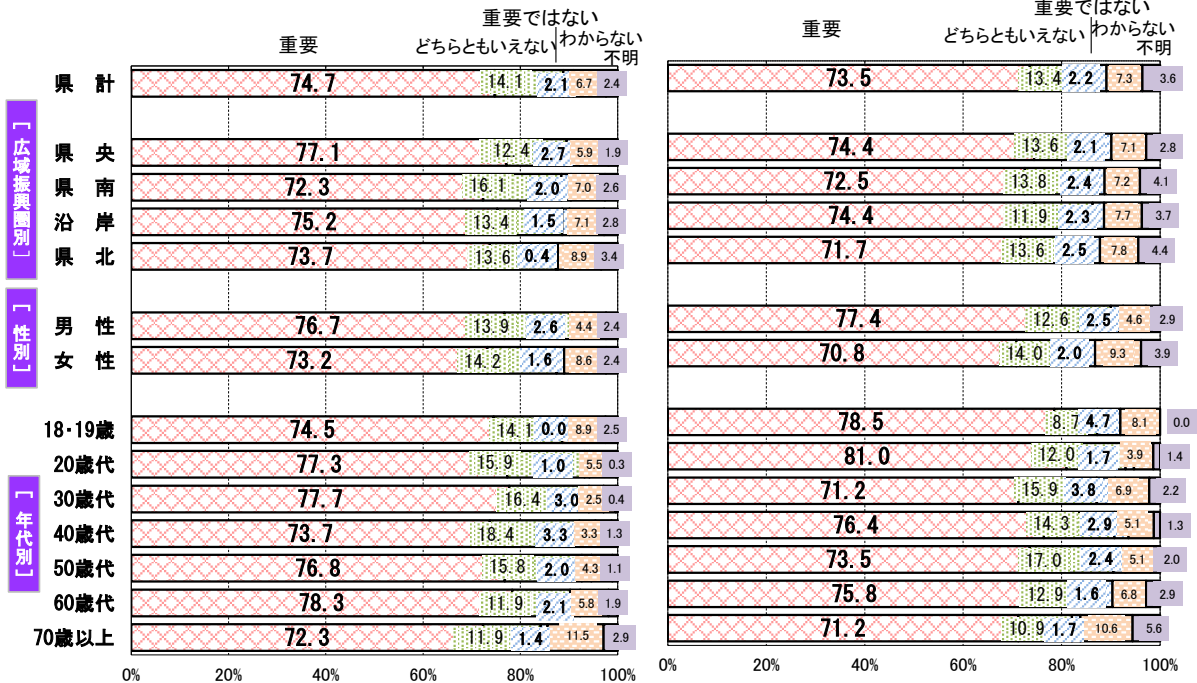 重要ではない
重要 どちらともいえない わからない
不明
県 計 74.7 14.1 2.1 6.7 2.4
[広域振興圏別]
県 央 77.1 12.4 2.7 5.9 1.9
県 南 72.3 16.1 2.0 7.0 2.6
沿 岸 75.2 13.4 1.5 7.1 2.8
県 北 73.7 13.6 0.4 8.9 3.4
[性別]
男 性 76.7 13.9 2.6 4.4 2.4
女 性 73.2 14.2 1.6 8.6 2.4
[年代別]
18・19歳 74.5 14.1 0.0 8.9 2.5
20歳代 77.3 15.9 1.0 5.5 0.3
30歳代 77.7 16.4 3.0 2.5 0.4
40歳代 73.7 18.4 3.3 3.3 1.3
50歳代 76.8 15.8 2.0 4.3 1.1
60歳代 78.3 11.9 2.1 5.8 1.9
70歳以上 72.3 11.9 1.4 11.5 2.9
0% 20% 40% 60% 80% 100%
重要ではない
重要 どちらともいえない わからない
不明
73.5 13.4 2.2 7.3 3.6
74.4 13.6 2.1 7.1 2.8
72.5 13.8 2.4 7.2 4.1
74.4 11.9 2.3 7.7 3.7
71.7 13.6 2.5 7.8 4.4
77.4 12.6 2.5 4.6 2.9
70.8 14.0 2.0 9.3 3.9
78.5 8.7 4.7 8.1 0.0
81.0 12.0 1.7 3.9 1.4
71.2 15.9 3.8 6.9 2.2
76.4 14.3 2.9 5.1 1.3
73.5 17.0 2.4 5.1 2.0
75.8 12.9 1.6 6.8 2.9
71.2 10.9 1.7 10.6 5.6
0% 20% 40% 60% 80% 100%